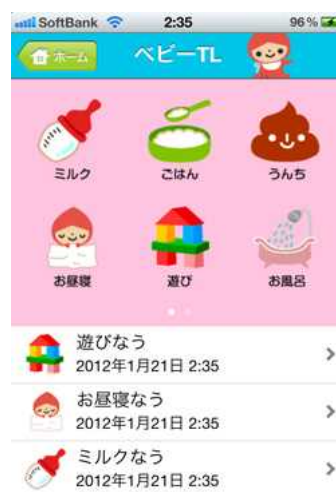 SoftBank 2:35 96%
ホーム ベビーTL
ミルク ごはん うんち
お昼寝 遊び お風呂
遊びなう
2012年1月21日 2:35
お昼寝なう
2012年1月21日 2:35
ミルクなう
2012年1月21日 2:35